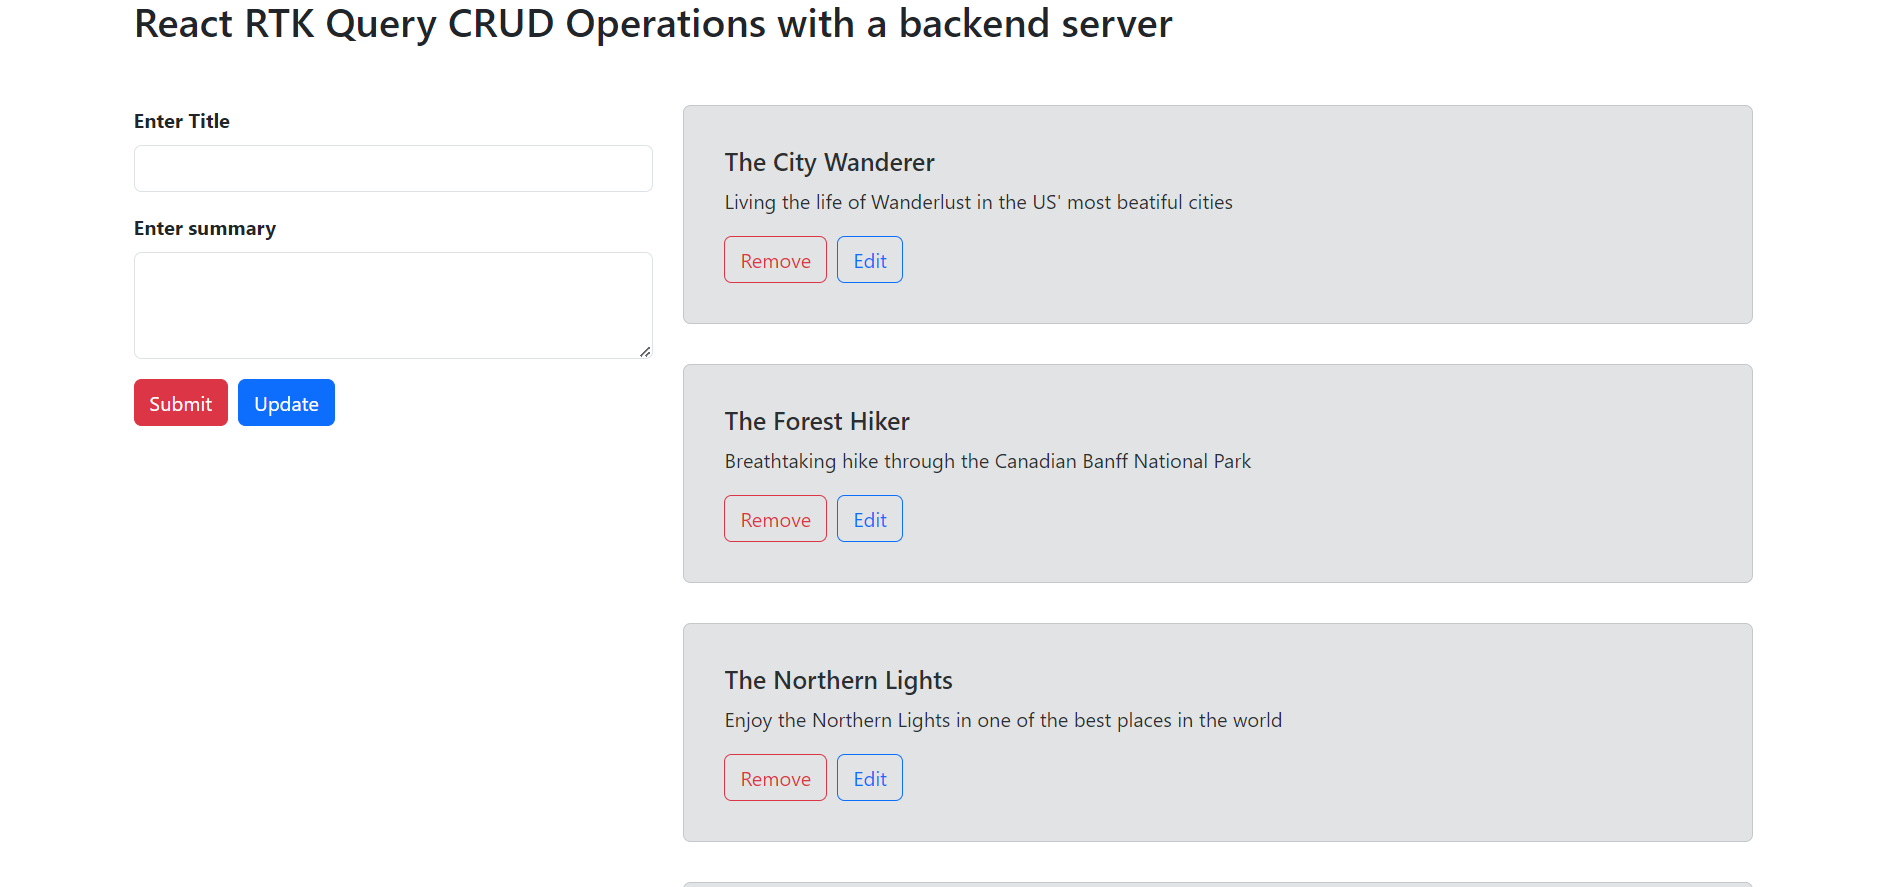 React RTK Query CRUD Operations with a backend server
Enter Title
Enter summary
Submit Update
The City Wanderer
Living the life of Wanderlust in the US' most beatiful cities
Remove Edit
The Forest Hiker
Breathtaking hike through the Canadian Banff National Park
Remove Edit
The Northern Lights
Enjoy the Northern Lights in one of the best places in the world
Remove Edit